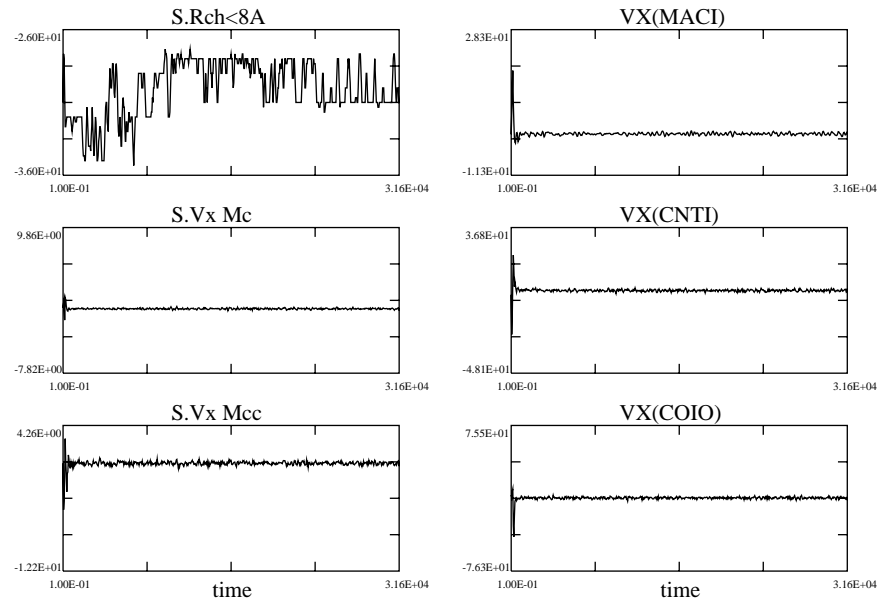 S.Rch<8A
-2.60E+01
-3.60E+01
1.00E-01
3.16E+04
VX(MACI)
2.83E+01
-1.13E+01
1.00E-01
3.16E+04
S.Vx Mc
9.86E+00
-7.82E+00
1.00E-01
3.16E+04
VX(CNTI)
3.68E+01
-4.81E+01
1.00E-01
3.16E+04
S.Vx Mcc
4.26E+00
-1.22E+01
1.00E-01
3.16E+04
time
VX(COIO)
7.55E+01
-7.63E+01
1.00E-01
3.16E+04
time